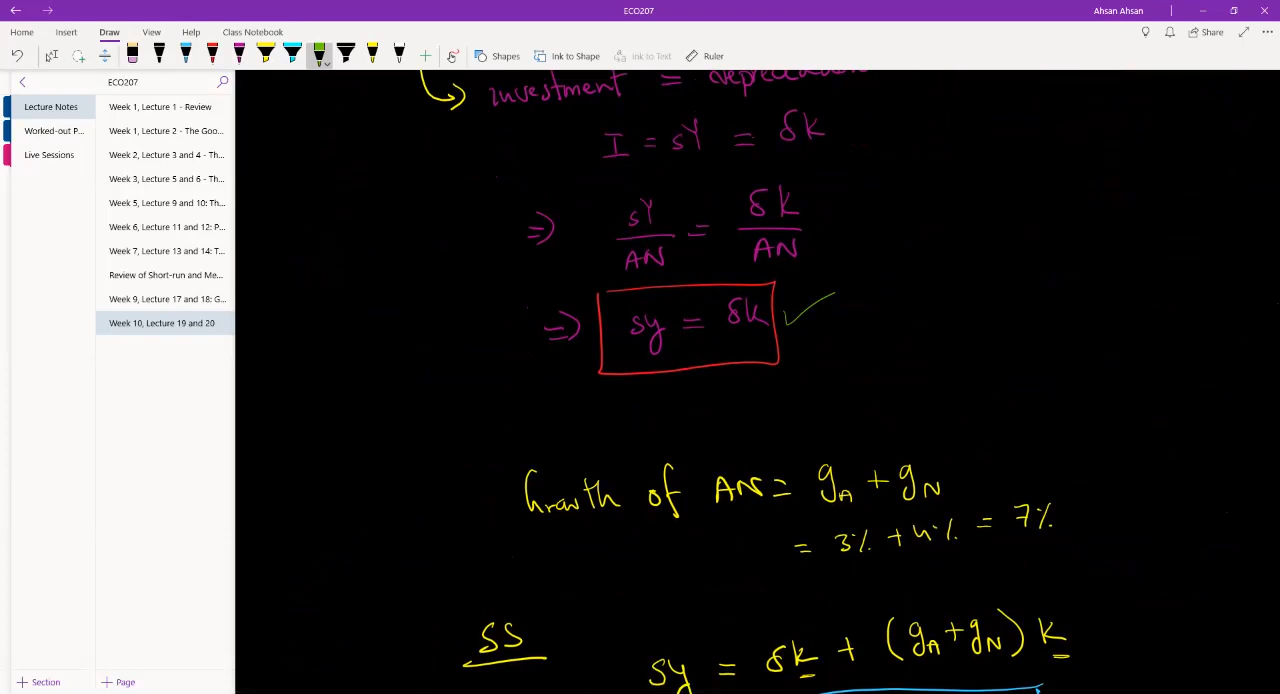 ECO207
Ahsan Ahsan
Home Insert Draw View Help Class Notebook
Share
Shapes Ink to Shape Ink to Text Ruler
ECO207
Lecture Notes
Worked-out P...
Live Sessions
Week 1, Lecture 1 - Review
Week 1, Lecture 2 - The Goo...
Week 2, Lecture 3 and 4 - Th...
Week 3, Lecture 5 and 6 - Th...
Week 5, Lecture 9 and 10: Th...
Week 6, Lecture 11 and 12: P...
Week 7, Lecture 13 and 14: T...
Review of Short-run and Me...
Week 9, Lecture 17 and 18: G...
Week 10, Lecture 19 and 20
+ Section
+ Page
investment = depreciation
I = sY = δK
⇒ sY/AN = δK/AN
⇒ sy = δk ✓
Growth of AN = gA + gN
= 3% + 4% = 7%
SS
sy = δk + (gA + gN) k